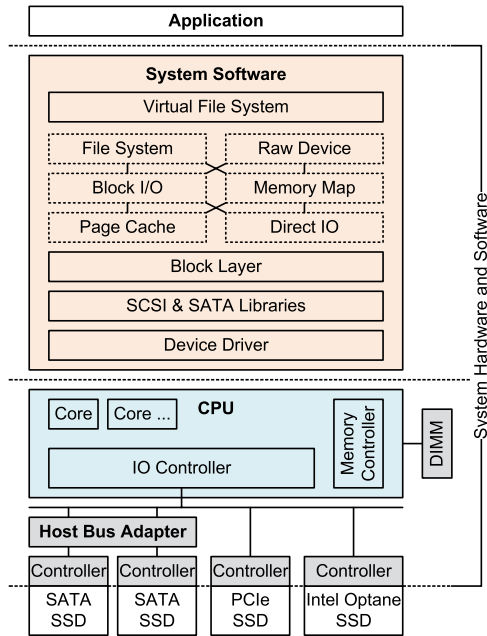 Application
System Software
Virtual File System
File System
Raw Device
Block I/O
Memory Map
Page Cache
Direct IO
Block Layer
SCSI & SATA Libraries
Device Driver
System Hardware and Software
Core
Core ...
CPU
Memory
Controller
DIMM
IO Controller
Host Bus Adapter
Controller
Controller
Controller
Controller
SATA
SSD
SATA
SSD
PCIe
SSD
Intel Optane
SSD